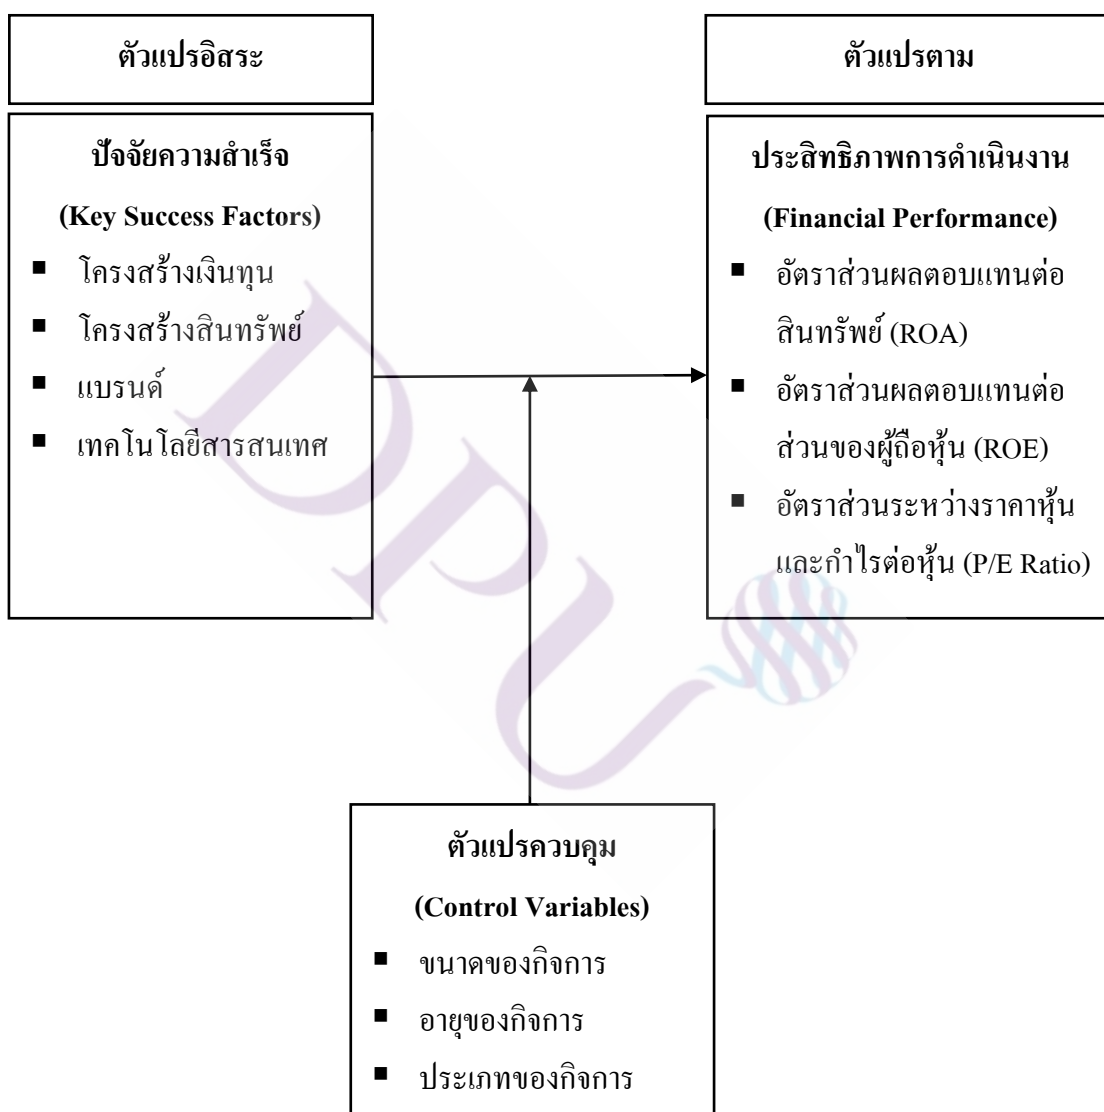 ตัวแปรอิสระ
ปัจจัยความสำเร็จ
(Key Success Factors)
▪ โครงสร้างเงินทุน
▪ โครงสร้างสินทรัพย์
▪ แบรนด์
▪ เทคโนโลยีสารสนเทศ
ตัวแปรตาม
ประสิทธิภาพการดำเนินงาน
(Financial Performance)
▪ อัตราส่วนผลตอบแทนต่อ
สินทรัพย์ (ROA)
▪ อัตราส่วนผลตอบแทนต่อ
ส่วนของผู้ถือหุ้น (ROE)
▪ อัตราส่วนระหว่างราคาหุ้น
และกำไรต่อหุ้น (P/E Ratio)
DPU
ตัวแปรควบคุม
(Control Variables)
▪ ขนาดของกิจการ
▪ อายุของกิจการ
▪ ประเภทของกิจการ